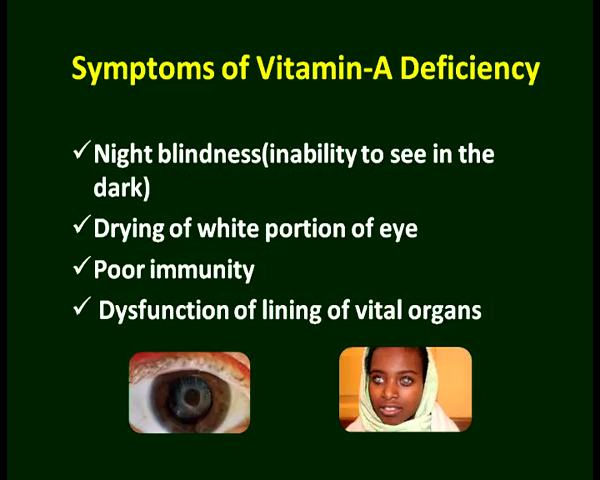 Symptoms of Vitamin-A Deficiency
✓Night blindness(inability to see in the
dark)
✓Drying of white portion of eye
✓Poor immunity
✓ Dysfunction of lining of vital organs